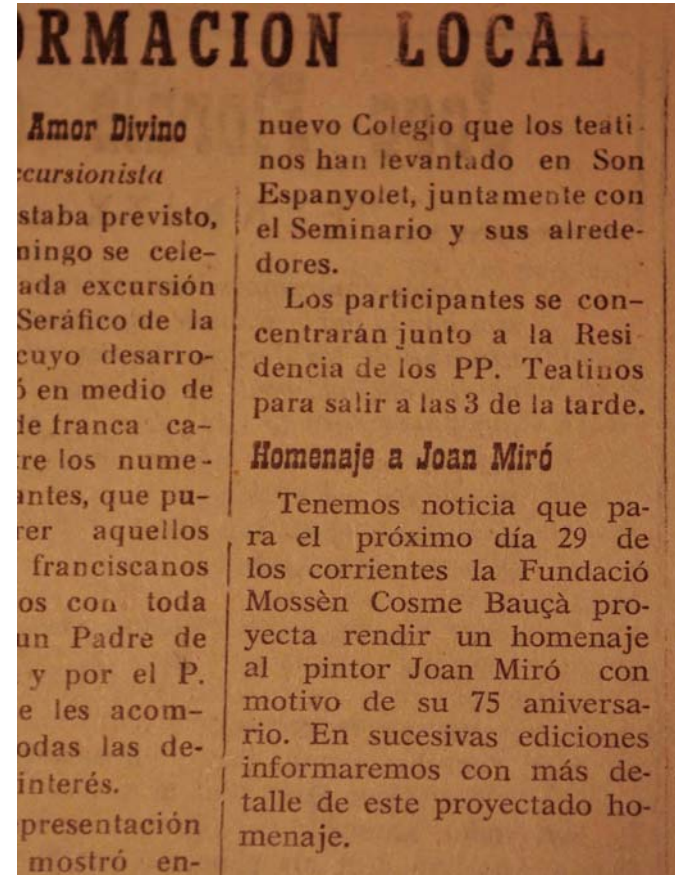 ORMACION LOCAL
Amor Divino
cursionista
staba previsto,
mingo se cele-
ada excursión
Seráfico de la
cuyo desarro-
ó en medio de
de franca ca-
tre los nume-
antes, que pu-
rer aquellos
franciscanos
os con toda
un Padre de
y por el P.
e les acom-
odas las de-
interés.
presentación
mostró en-
nuevo Colegio que los teati-
nos han levantado en Son
Espanyolet, juntamente con
el Seminario y sus alrede-
dores.
Los participantes se con-
centrarán junto a la Resi-
dencia de los PP. Teatinos
para salir a las 3 de la tarde.
Homenaje a Joan Miró
Tenemos noticia que pa-
ra el próximo día 29 de
los corrientes la Fundació
Mossèn Cosme Bauçà pro-
yecta rendir un homenaje
al pintor Joan Miró con
motivo de su 75 aniversa-
rio. En sucesivas ediciones
informaremos con más de-
talle de este proyectado ho-
menaje.